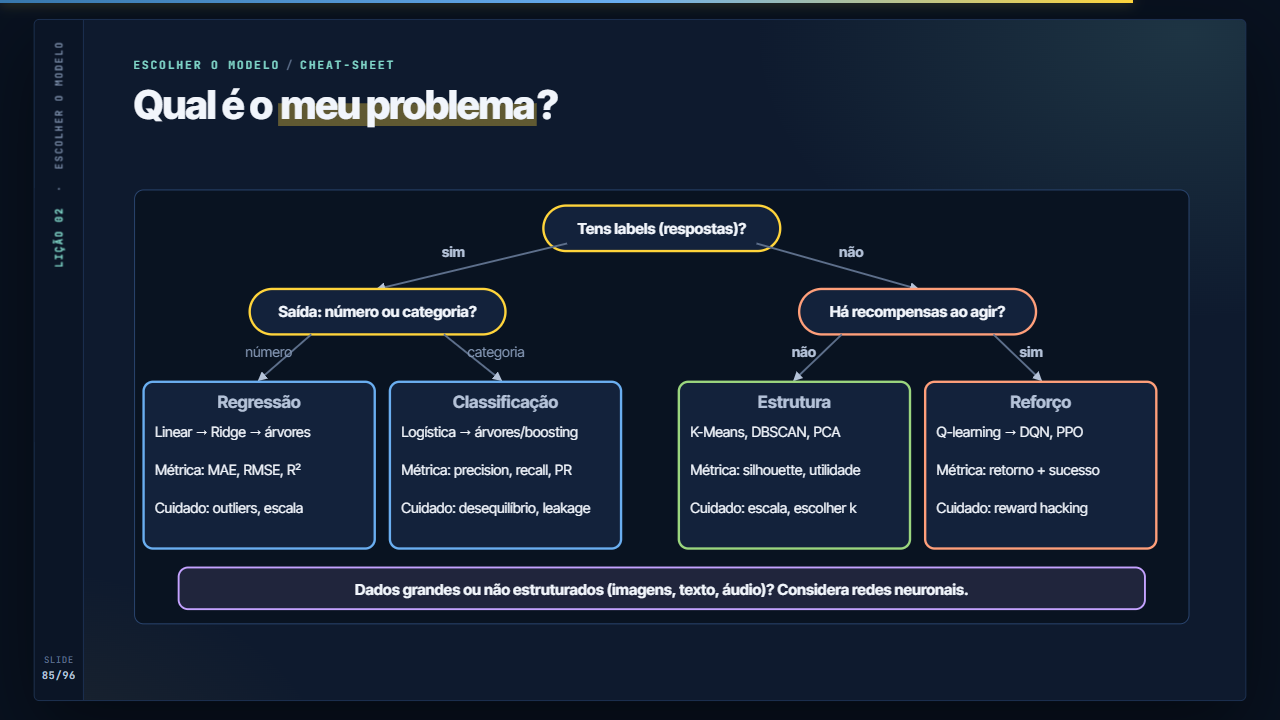 ESCOLHER O MODELO / CHEAT-SHEET
Qual é o meu problema?
LIÇÃO 02 · ESCOLHER O MODELO
Tens labels (respostas)?
sim
não
Saída: número ou categoria?
Há recompensas ao agir?
número
categoria
não
sim
Regressão
Linear → Ridge → árvores
Métrica: MAE, RMSE, R²
Cuidado: outliers, escala
Classificação
Logística → árvores/boosting
Métrica: precision, recall, PR
Cuidado: desequilíbrio, leakage
Estrutura
K-Means, DBSCAN, PCA
Métrica: silhouette, utilidade
Cuidado: escala, escolher k
Reforço
Q-learning → DQN, PPO
Métrica: retorno + sucesso
Cuidado: reward hacking
Dados grandes ou não estruturados (imagens, texto, áudio)? Considera redes neuronais.
SLIDE
85/96